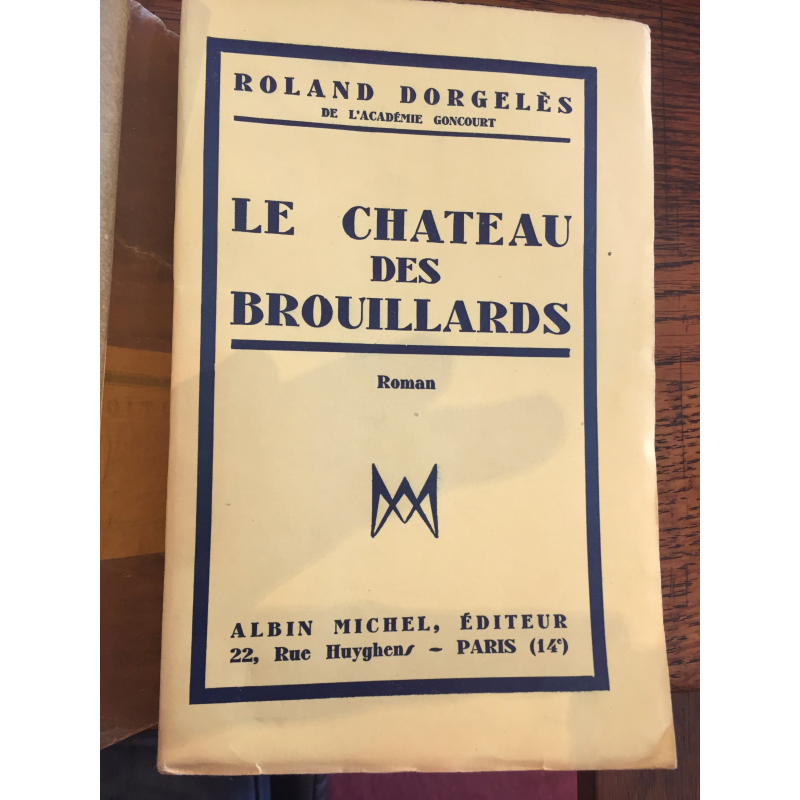 ROLAND DORGELÈS
DE L'ACADÉMIE GONCOURT
LE CHATEAU
DES
BROUILLARDS
Roman
ALBIN MICHEL, ÉDITEUR
22, Rue Huyghens – PARIS (14e)